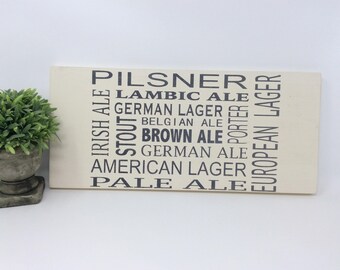 PILSNER
LAMBIC ALE
IRISH ALE
STOUT
GERMAN LAGER
BELGIAN ALE
BROWN ALE
GERMAN ALE
PORTER
EUROPEAN LAGER
AMERICAN LAGER
PALE ALE